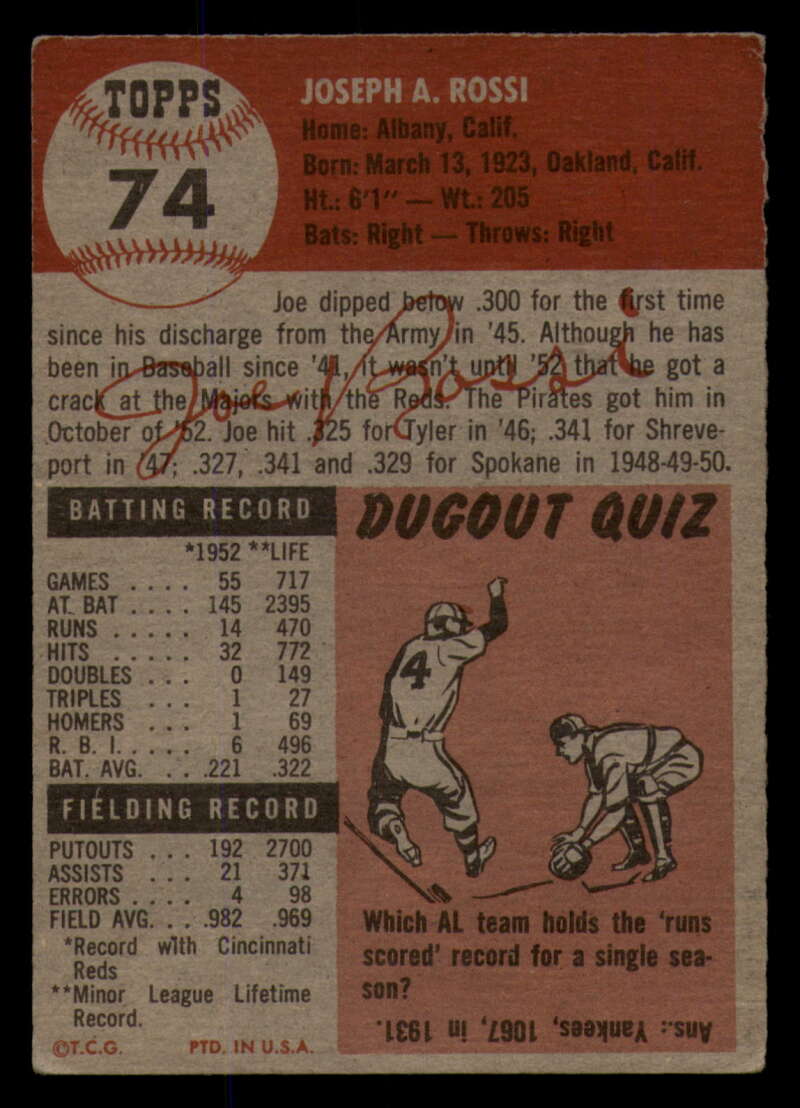 TOPPS
74
JOSEPH A. ROSSI
Home: Albany, Calif.
Born: March 13, 1923, Oakland, Calif.
Ht.: 6'1" — Wt.: 205
Bats: Right — Throws: Right
Joe dipped below .300 for the first time
since his discharge from the Army in '45. Although he has
been in Baseball since '41, it wasn't until '52 that he got a
crack at the Majors with the Reds. The Pirates got him in
October of '52. Joe hit .325 for Tyler in '46; .341 for Shreve-
port in '47; .327, .341 and .329 for Spokane in 1948-49-50.
Joe Rossi
BATTING RECORD
*1952 **LIFE
GAMES . . . . 55 717
AT BAT . . . . 145 2395
RUNS . . . . . 14 470
HITS . . . . . 32 772
DOUBLES . . . 0 149
TRIPLES . . . 1 27
HOMERS . . . 1 69
R. B. I. . . . . 6 496
BAT. AVG. . . .221 .322
FIELDING RECORD
PUTOUTS . . . 192 2700
ASSISTS . . . 21 371
ERRORS . . . . 4 98
FIELD AVG. . . .982 .969
*Record with Cincinnati
Reds
**Minor League Lifetime
Record.
©T.C.G. PTD. IN U.S.A.
DUGOUT QUIZ
4
Which AL team holds the 'runs
scored' record for a single sea-
son?
Ans.: Yankees, 1067, in 1931.